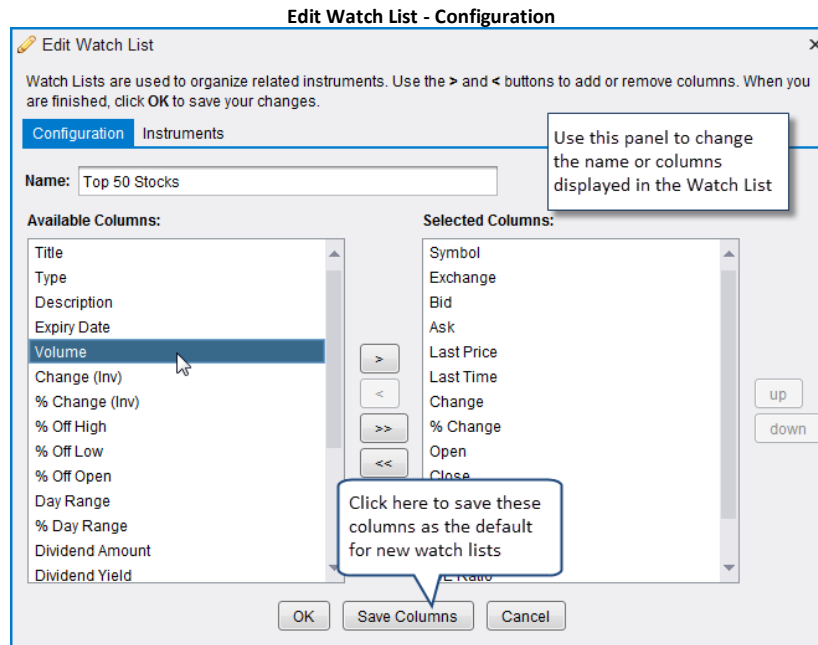 Edit Watch List - Configuration
Edit Watch List
Watch Lists are used to organize related instruments. Use the > and < buttons to add or remove columns. When you
are finished, click OK to save your changes.
Configuration
Instruments
Use this panel to change
the name or columns
displayed in the Watch List
Name:
Top 50 Stocks
Available Columns:
Title
Type
Description
Expiry Date
Volume
Change (Inv)
% Change (Inv)
% Off High
% Off Low
% Off Open
Day Range
% Day Range
Dividend Amount
Dividend Yield
>
<
>>
<<
Selected Columns:
Symbol
Exchange
Bid
Ask
Last Price
Last Time
Change
% Change
Open
Close
Ratio
up
down
Click here to save these
columns as the default
for new watch lists
OK
Save Columns
Cancel